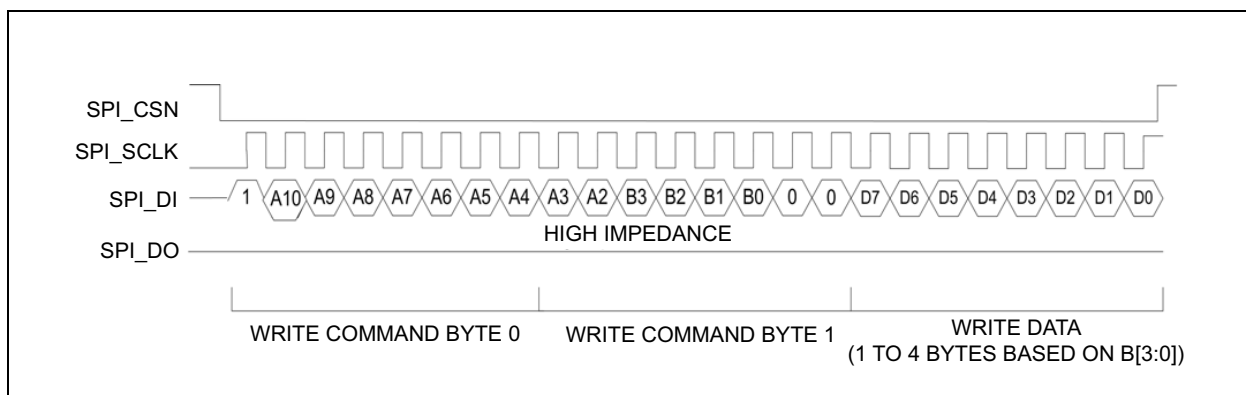 SPI_CSN
SPI_SCLK
SPI_DI 1 A10 A9 A8 A7 A6 A5 A4 A3 A2 B3 B2 B1 B0 0 0 D7 D6 D5 D4 D3 D2 D1 D0
HIGH IMPEDANCE
SPI_DO
WRITE COMMAND BYTE 0 WRITE COMMAND BYTE 1 WRITE DATA
(1 TO 4 BYTES BASED ON B[3:0])